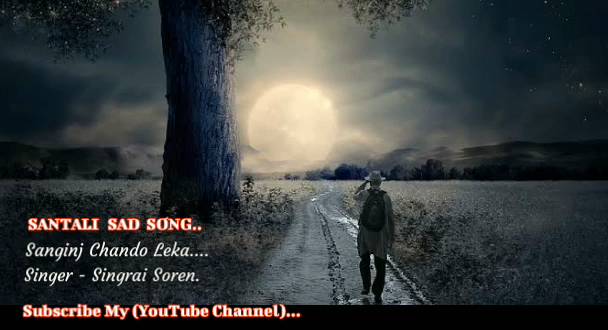 SANTALI SAD SONG..
Sanginj Chando Leka....
Singer - Singrai Soren.
Subscribe My (YouTube Channel)...